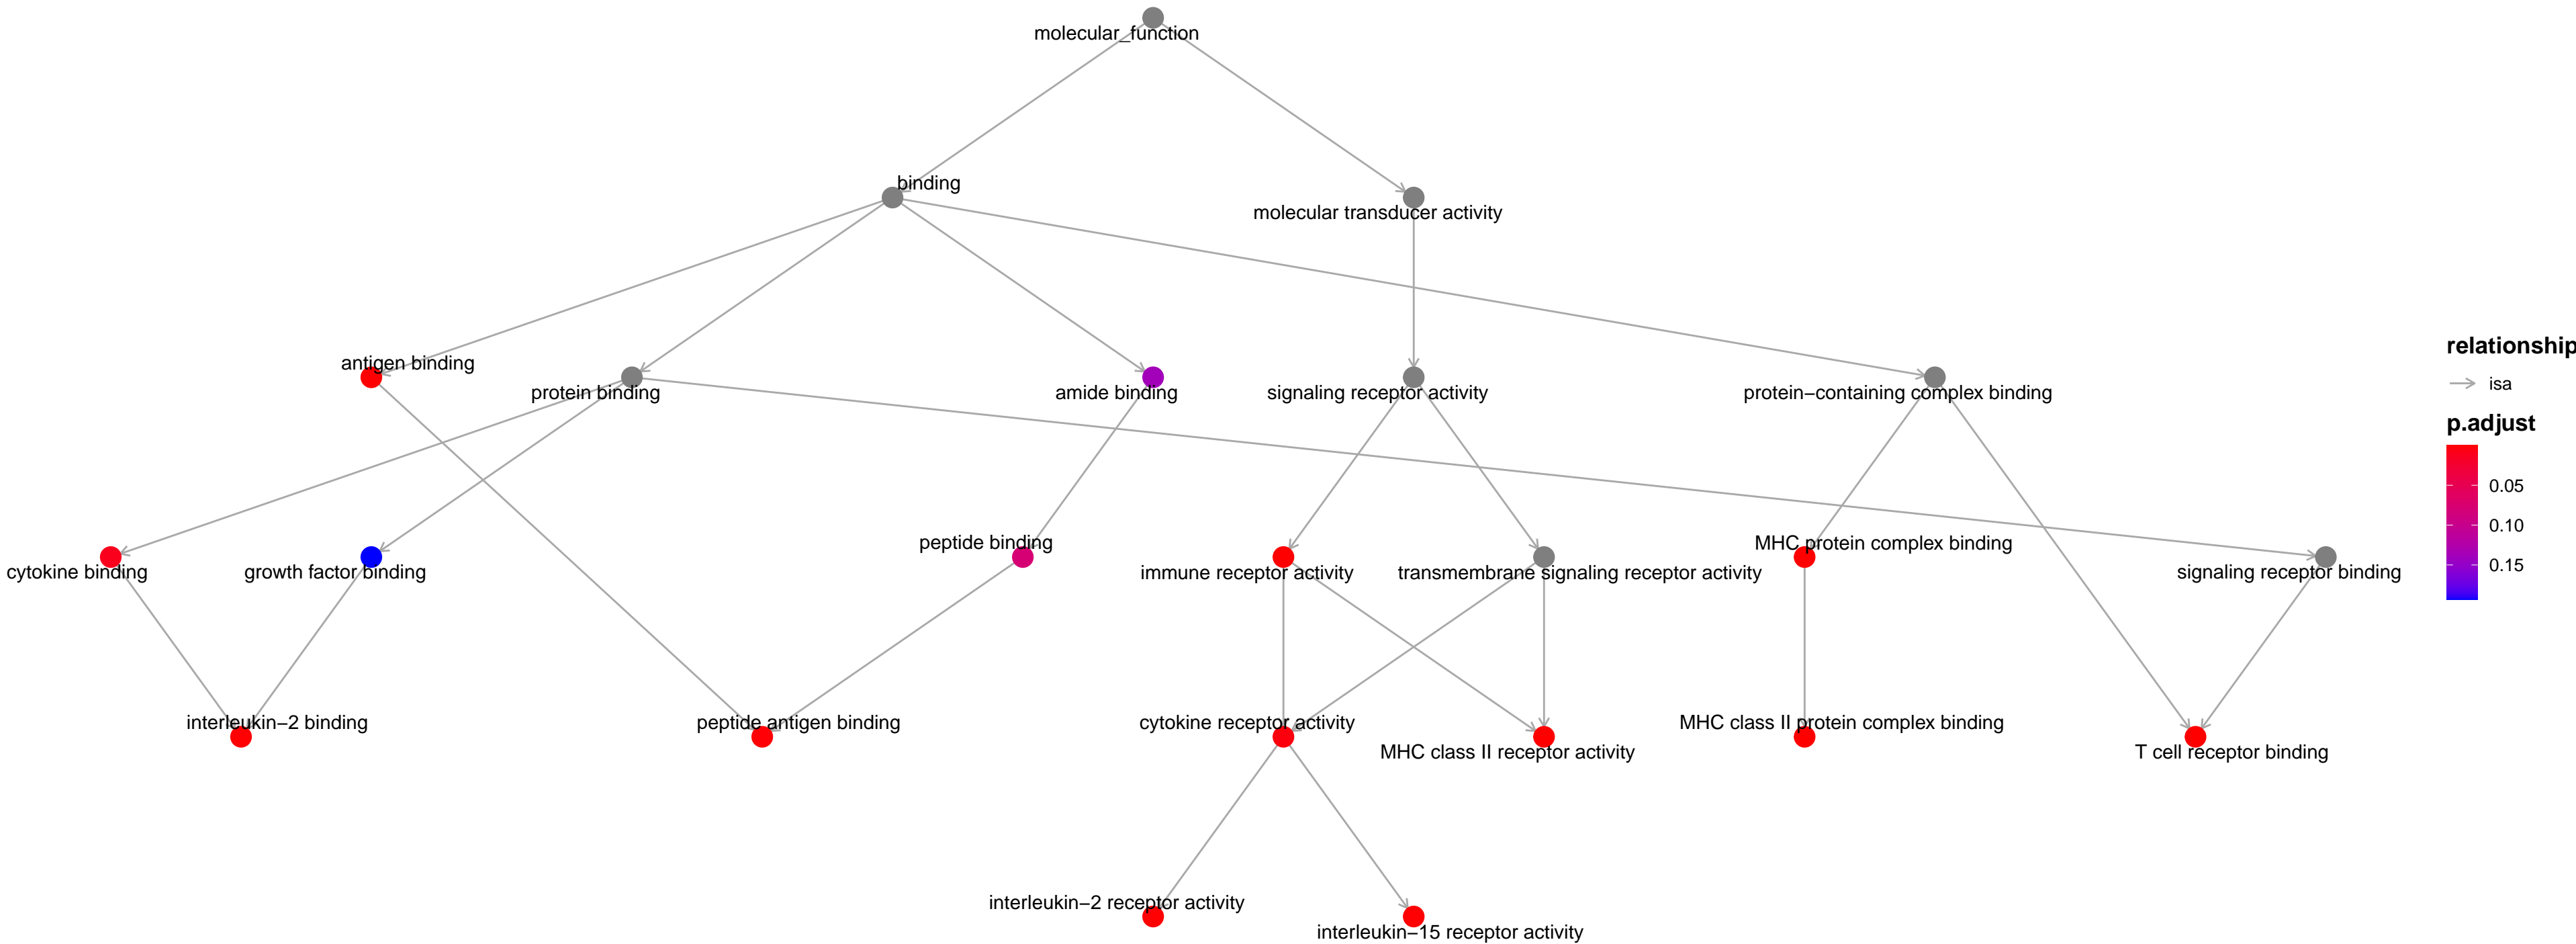 molecular_function
binding
molecular transducer activity
antigen binding
protein binding
amide binding
signaling receptor activity
protein−containing complex binding
relationship
isa
p.adjust
0.05
0.10
0.15
cytokine binding
growth factor binding
peptide binding
immune receptor activity
transmembrane signaling receptor activity
MHC protein complex binding
signaling receptor binding
interleukin−2 binding
peptide antigen binding
cytokine receptor activity
MHC class II receptor activity
MHC class II protein complex binding
T cell receptor binding
interleukin−2 receptor activity
interleukin−15 receptor activity